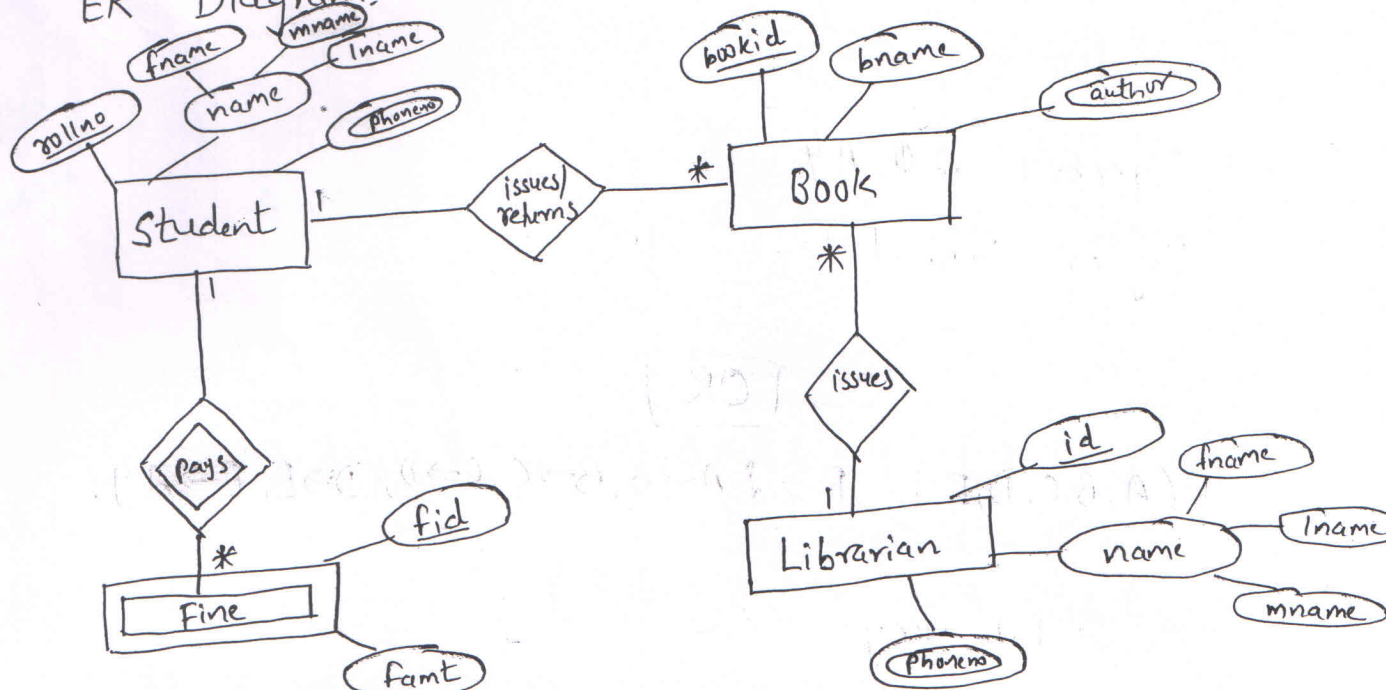 ER Diagram
mname
fname
lname
name
rollno
phoneno
Student
1
1
issues/
returns
*
bookid
bname
author
Book
*
issues
1
Librarian
id
fname
name
lname
mname
phoneno
pays
*
Fine
fid
famt